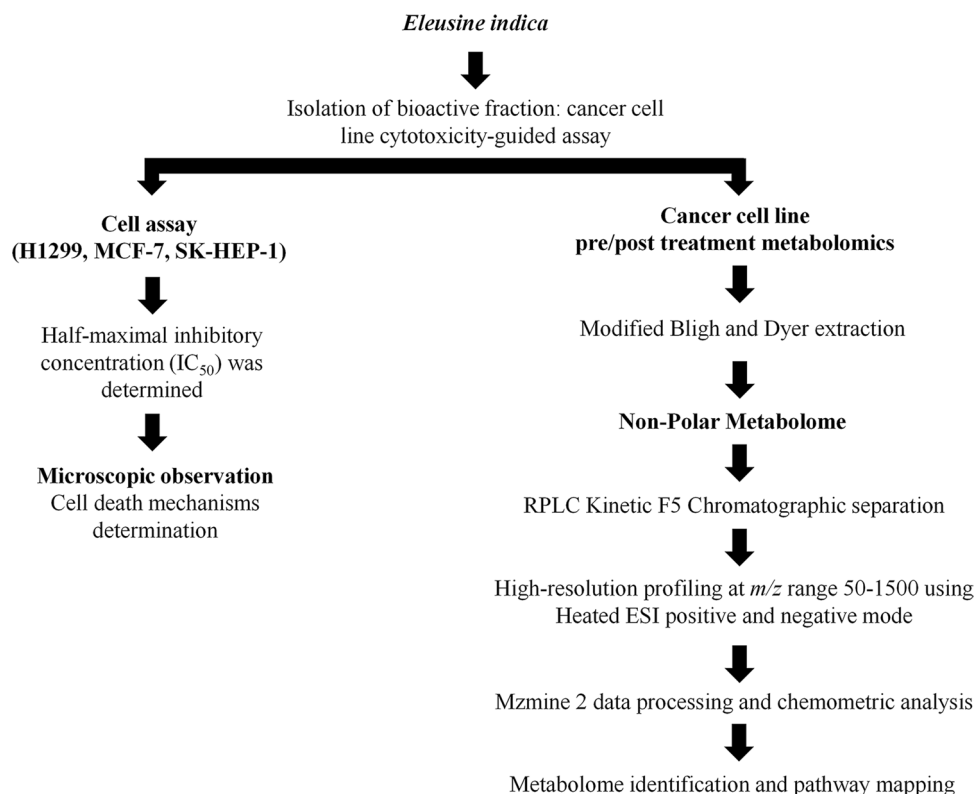 Eleusine indica
Isolation of bioactive fraction: cancer cell
line cytotoxicity-guided assay
Cell assay
(H1299, MCF-7, SK-HEP-1)
Half-maximal inhibitory
concentration (IC50) was
determined
Microscopic observation
Cell death mechanisms
determination
Cancer cell line
pre/post treatment metabolomics
Modified Bligh and Dyer extraction
Non-Polar Metabolome
RPLC Kinetic F5 Chromatographic separation
High-resolution profiling at m/z range 50-1500 using
Heated ESI positive and negative mode
Mzmine 2 data processing and chemometric analysis
Metabolome identification and pathway mapping